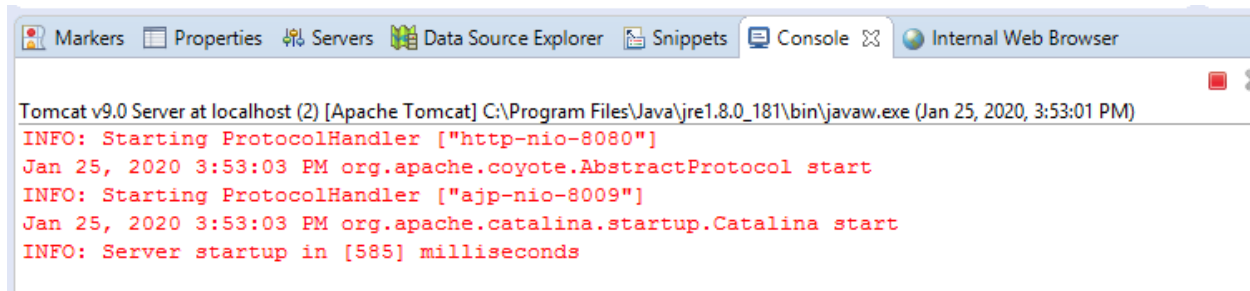 Markers Properties Servers Data Source Explorer Snippets Console Internal Web Browser
Tomcat v9.0 Server at localhost (2) [Apache Tomcat] C:\Program Files\Java\jre1.8.0_181\bin\javaw.exe (Jan 25, 2020, 3:53:01 PM)
INFO: Starting ProtocolHandler ["http-nio-8080"]
Jan 25, 2020 3:53:03 PM org.apache.coyote.AbstractProtocol start
INFO: Starting ProtocolHandler ["ajp-nio-8009"]
Jan 25, 2020 3:53:03 PM org.apache.catalina.startup.Catalina start
INFO: Server startup in [585] milliseconds